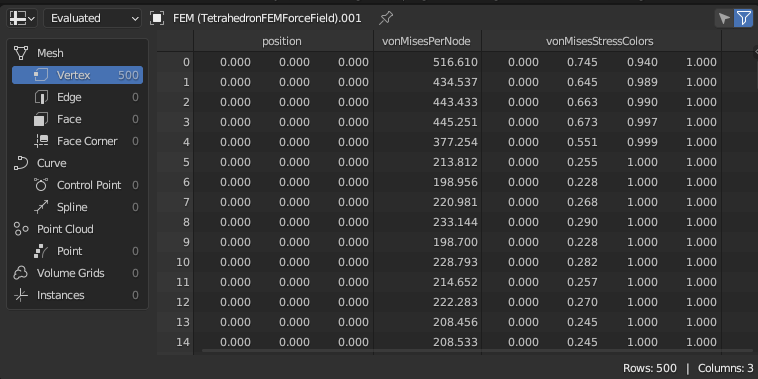 Evaluated FEM (TetrahedronFEMForceField).001
position vonMisesPerNode vonMisesStressColors
Mesh
Vertex 500
Edge 0
Face 0
Face Corner 0
Curve
Control Point 0
Spline 0
Point Cloud
Point 0
Volume Grids 0
Instances 0
0 0.000 0.000 0.000 516.610 0.000 0.745 0.940 1.000
1 0.000 0.000 0.000 434.537 0.000 0.645 0.989 1.000
2 0.000 0.000 0.000 443.433 0.000 0.663 0.990 1.000
3 0.000 0.000 0.000 445.251 0.000 0.673 0.997 1.000
4 0.000 0.000 0.000 377.254 0.000 0.551 0.999 1.000
5 0.000 0.000 0.000 213.812 0.000 0.255 1.000 1.000
6 0.000 0.000 0.000 198.956 0.000 0.228 1.000 1.000
7 0.000 0.000 0.000 220.981 0.000 0.268 1.000 1.000
8 0.000 0.000 0.000 233.144 0.000 0.290 1.000 1.000
9 0.000 0.000 0.000 198.700 0.000 0.228 1.000 1.000
10 0.000 0.000 0.000 228.793 0.000 0.282 1.000 1.000
11 0.000 0.000 0.000 214.652 0.000 0.257 1.000 1.000
12 0.000 0.000 0.000 222.283 0.000 0.270 1.000 1.000
13 0.000 0.000 0.000 208.456 0.000 0.245 1.000 1.000
14 0.000 0.000 0.000 208.533 0.000 0.245 1.000 1.000
Rows: 500 | Columns: 3